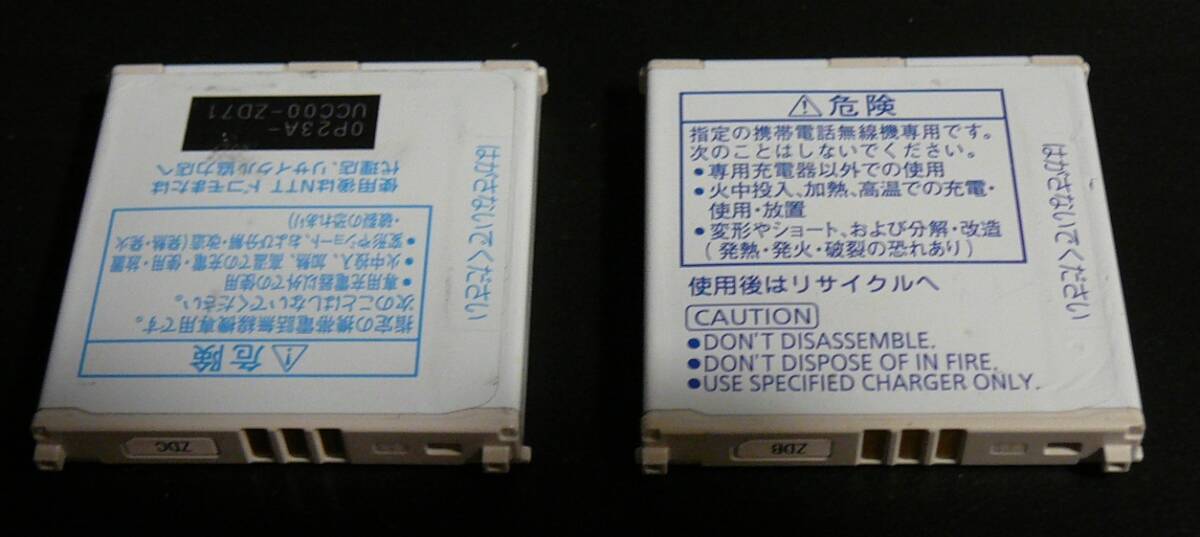 ⚠危険
指定の携帯電話無線機専用です。
次のことはしないでください。
●専用充電器以外での使用
●火中投入、加熱、高温での充電・使用・放置
●変形やショート、および分解・改造(発熱・発火
・破裂の恐れあり)
使用後はNTTドコモまたは
代理店、リサイクル協力店へ
0P23A-
UCC00-ZD71
はがさないでください
ZDC
⚠危険
指定の携帯電話無線機専用です。
次のことはしないでください。
●専用充電器以外での使用
●火中投入、加熱、高温での充電・
使用・放置
●変形やショート、および分解・改造
(発熱・発火・破裂の恐れあり)
使用後はリサイクルへ
CAUTION
●DON'T DISASSEMBLE.
●DON'T DISPOSE OF IN FIRE.
●USE SPECIFIED CHARGER ONLY.
はがさないでください
ZDB